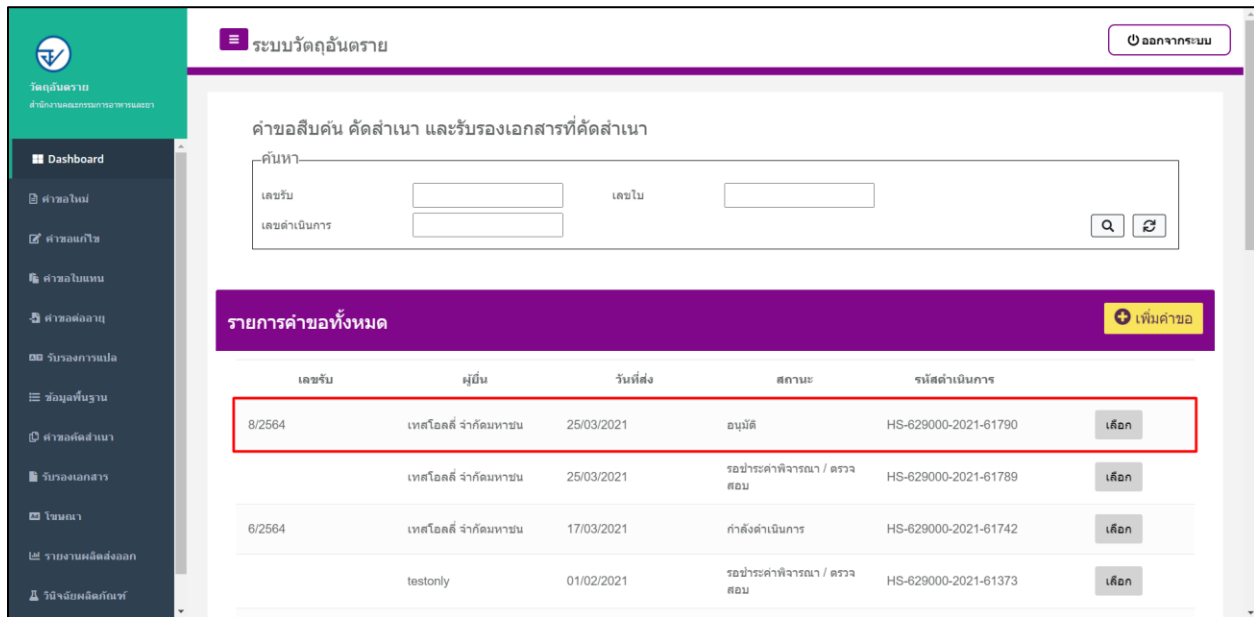 ระบบวัตถุอันตราย
ออกจากระบบ
วัตถุอันตราย
สำนักงานคณะกรรมการอาหารและยา
Dashboard
คำขอใหม่
คำขอแก้ไข
คำขอใบแทน
คำขอต่ออายุ
รับรองการแปล
ข้อมูลพื้นฐาน
คำขอคัดสำเนา
รับรองเอกสาร
โฆษณา
รายงานผลิตส่งออก
วินิจฉัยผลิตภัณฑ์
คำขอสืบค้น คัดสำเนา และรับรองเอกสารที่คัดสำเนา
ค้นหา
เลขรับ เลขใบ
เลขดำเนินการ
รายการคำขอทั้งหมด เพิ่มคำขอ
เลขรับ ผู้ยื่น วันที่ส่ง สถานะ รหัสดำเนินการ
8/2564 เทสโอลลี่ จำกัดมหาชน 25/03/2021 อนุมัติ HS-629000-2021-61790 เลือก
เทสโอลลี่ จำกัดมหาชน 25/03/2021 รอชำระค่าพิจารณา / ตรวจ
สอบ HS-629000-2021-61789 เลือก
6/2564 เทสโอลลี่ จำกัดมหาชน 17/03/2021 กำลังดำเนินการ HS-629000-2021-61742 เลือก
testonly 01/02/2021 รอชำระค่าพิจารณา / ตรวจ
สอบ HS-629000-2021-61373 เลือก